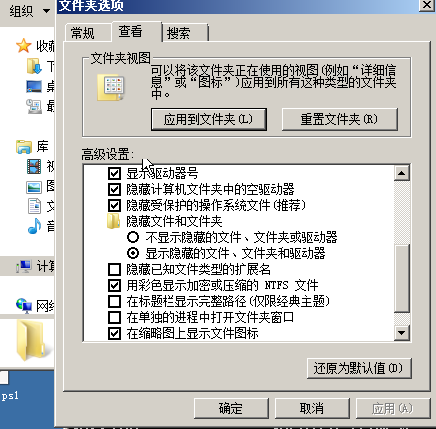 文件夹选项
组织
常规 查看 搜索
收藏
文件夹视图
可以将该文件夹正在使用的视图(例如“详细信
息”或“图标”)应用到所有这种类型的文件夹
中。
应用到文件夹(L) 重置文件夹(R)
库
高级设置:
显示驱动器号
隐藏计算机文件夹中的空驱动器
隐藏受保护的操作系统文件(推荐)
隐藏文件和文件夹
不显示隐藏的文件、文件夹或驱动器
显示隐藏的文件、文件夹和驱动器
隐藏已知文件类型的扩展名
用彩色显示加密或压缩的 NTFS 文件
在标题栏显示完整路径(仅限经典主题)
在单独的进程中打开文件夹窗口
在缩略图上显示文件图标
计算
网络
还原为默认值(D)
ps1
确定 取消 应用(A)